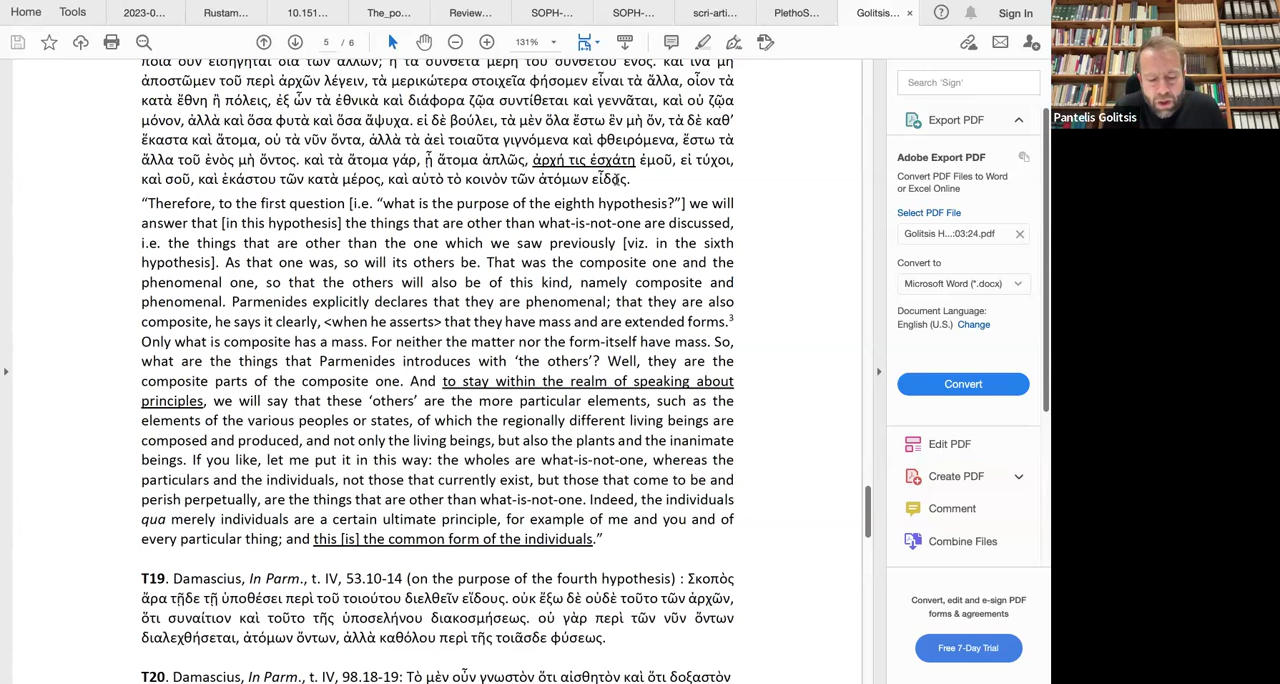 Home Tools 2023-0... Rustam... 10.151... The_po... Review... SOPH-... SOPH-... scri-artic... PlethoS... Golitsis... × Sign In
5 / 6 131%
ποῖα οὖν εἰσηγῆται διὰ τῶν ἄλλων; ἢ τὰ σύνθετα μέρη τοῦ συνθέτου ἑνός. καὶ ἵνα μὴ
ἀποστῶμεν τοῦ περὶ ἀρχῶν λέγειν, τὰ μερικώτερα στοιχεῖα φήσομεν εἶναι τὰ ἄλλα, οἷον τὰ
κατὰ ἔθνη ἢ πόλεις, ἐξ ὧν τὰ ἐθνικὰ καὶ διάφορα ζῷα συντίθεται καὶ γεννᾶται, καὶ οὐ ζῷα
μόνον, ἀλλὰ καὶ ὅσα φυτὰ καὶ ὅσα ἄψυχα. εἰ δὲ βούλει, τὰ μὲν ὅλα ἔστω ἓν μὴ ὄν, τὰ δὲ καθ’
ἕκαστα καὶ ἄτομα, οὐ τὰ νῦν ὄντα, ἀλλὰ τὰ αεὶ τοιαῦτα γιγνόμενα καὶ φθειρόμενα, ἔστω τὰ
ἄλλα τοῦ ἑνὸς μὴ ὄντος. καὶ τὰ ἄτομα γάρ, ᾗ ἄτομα ἁπλῶς, ἀρχή τις ἐσχάτη ἐμοῦ, εἰ τύχοι,
καὶ σοῦ, καὶ ἑκάστου τῶν κατὰ μέρος, καὶ αὐτὸ τὸ κοινὸν τῶν ἀτόμων εἶδος.
“Therefore, to the first question [i.e. “what is the purpose of the eighth hypothesis?”] we will
answer that [in this hypothesis] the things that are other than what-is-not-one are discussed,
i.e. the things that are other than the one which we saw previously [viz. in the sixth
hypothesis]. As that one was, so will its others be. That was the composite one and the
phenomenal one, so that the others will also be of this kind, namely composite and
phenomenal. Parmenides explicitly declares that they are phenomenal; that they are also
composite, he says it clearly, <when he asserts> that they have mass and are extended forms.3
Only what is composite has a mass. For neither the matter nor the form-itself have mass. So,
what are the things that Parmenides introduces with ‘the others’? Well, they are the
composite parts of the composite one. And to stay within the realm of speaking about
principles, we will say that these ‘others’ are the more particular elements, such as the
elements of the various peoples or states, of which the regionally different living beings are
composed and produced, and not only the living beings, but also the plants and the inanimate
beings. If you like, let me put it in this way: the wholes are what-is-not-one, whereas the
particulars and the individuals, not those that currently exist, but those that come to be and
perish perpetually, are the things that are other than what-is-not-one. Indeed, the individuals
qua merely individuals are a certain ultimate principle, for example of me and you and of
every particular thing; and this [is] the common form of the individuals.”
T19. Damascius, In Parm., t. IV, 53.10-14 (on the purpose of the fourth hypothesis) : Σκοπὸς
ἄρα τῇδε τῇ ὑποθέσει περὶ τοῦ τοιούτου διελθεῖν εἴδους. οὐκ ἔξω δὲ οὐδὲ τοῦτο τῶν ἀρχῶν,
ὅτι συναίτιον καὶ τοῦτο τῆς ὑποσελήνου διακοσμήσεως. οὐ γὰρ περὶ τῶν νῦν ὄντων
διαλεχθήσεται, ἀτόμων ὄντων, ἀλλὰ καθόλου περὶ τῆς τοιᾶσδε φύσεως.
T20. Damascius, In Parm., t. IV, 98.18-19: Τὸ μὲν οὖν γνωστὸν ὅτι αἰσθητὸν καὶ ὅτι δοξαστὸν
Search 'Sign'
Export PDF
Adobe Export PDF
Convert PDF Files to Word
or Excel Online
Select PDF File
Golitsis H...:03:24.pdf
Convert to
Microsoft Word (*.docx)
Document Language:
English (U.S.) Change
Convert
Edit PDF
Create PDF
Comment
Combine Files
Convert, edit and e-sign PDF
forms & agreements
Free 7-Day Trial
Pantelis Golitsis